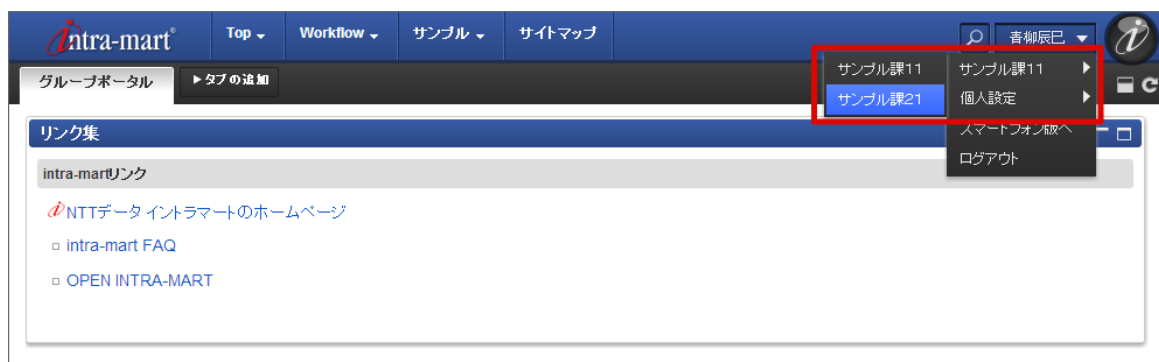 intra-mart®
Top
Workflow
サンプル
サイトマップ
青柳辰巳
グループポータル
タブの追加
サンプル課11
サンプル課21
サンプル課11
個人設定
スマートフォン版へ
ログアウト
リンク集
intra-martリンク
NTTデータ イントラマートのホームページ
intra-mart FAQ
OPEN INTRA-MART